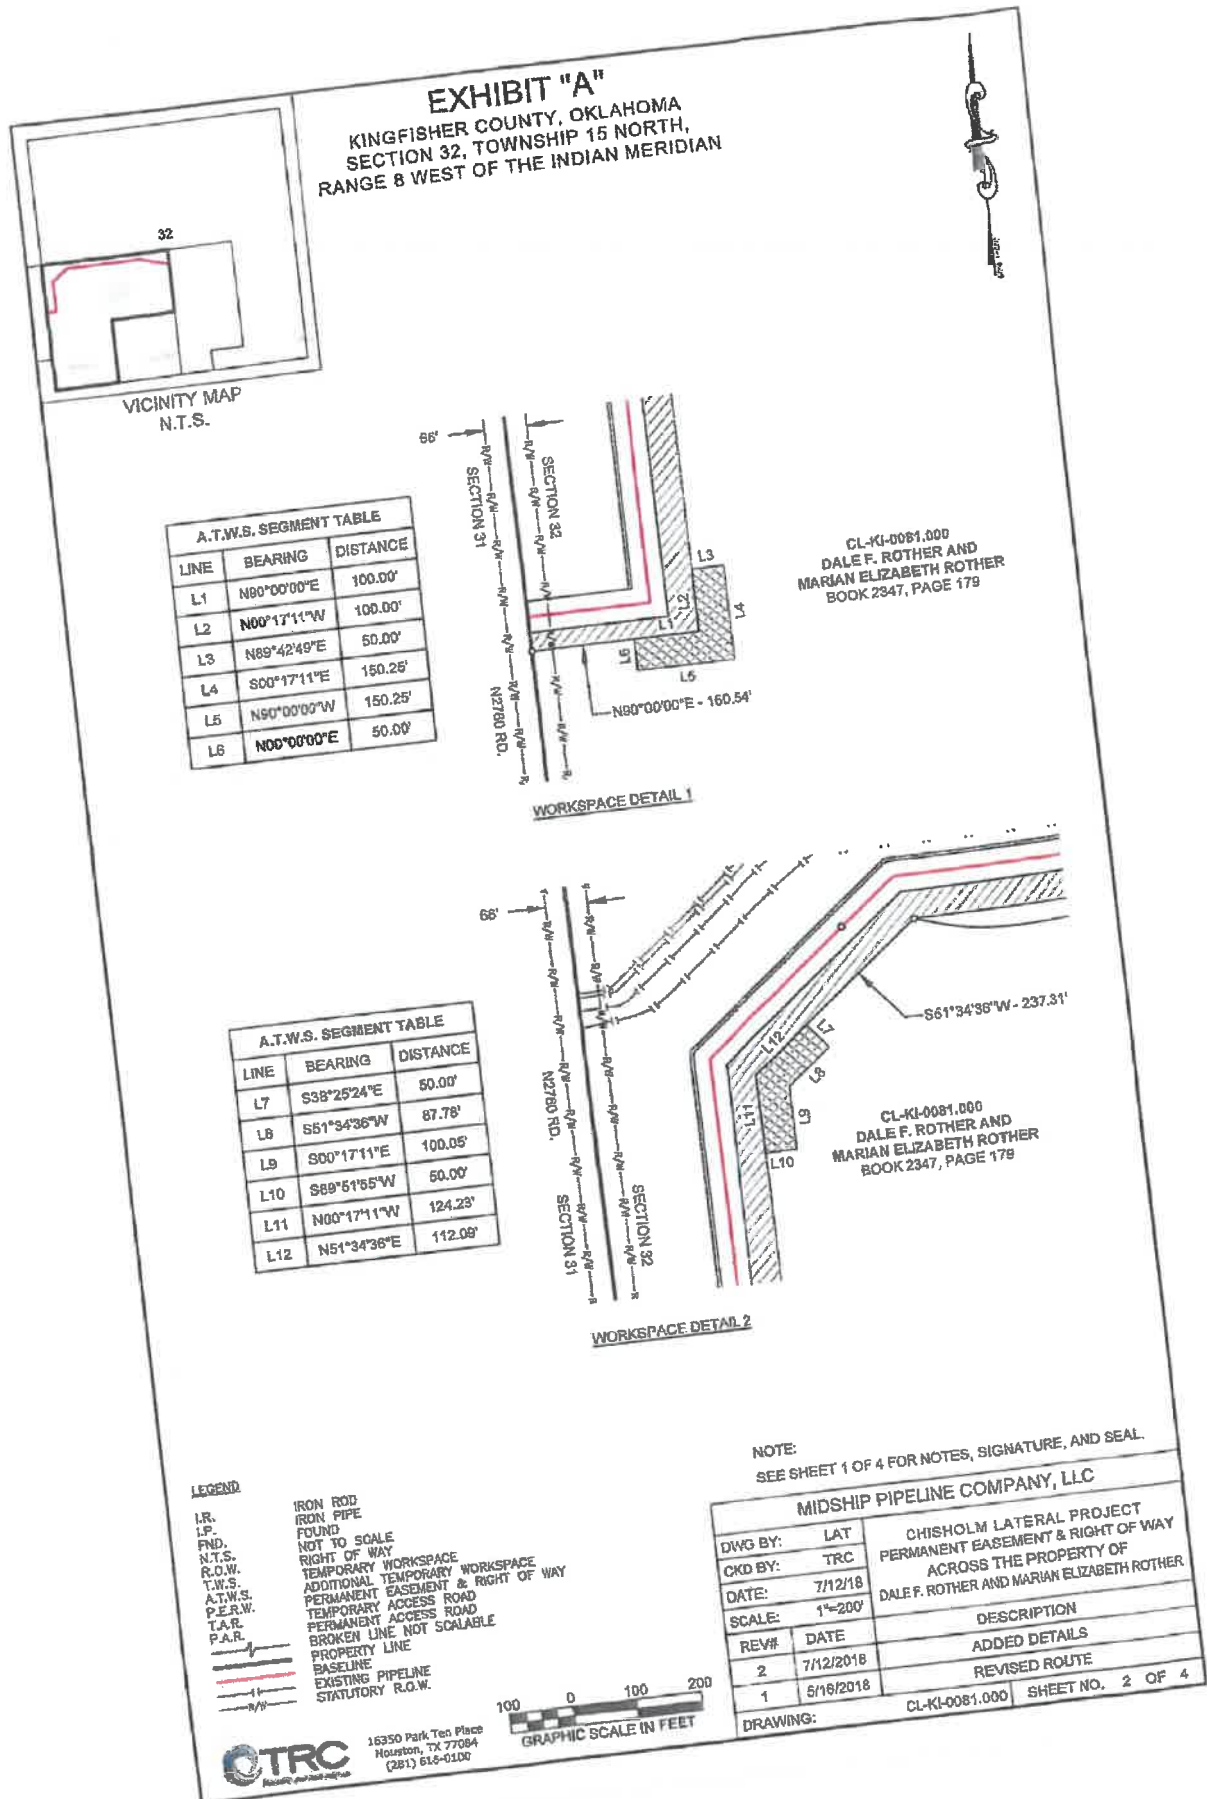 EXHIBIT "A"
KINGFISHER COUNTY, OKLAHOMA
SECTION 32, TOWNSHIP 15 NORTH,
RANGE 8 WEST OF THE INDIAN MERIDIAN
32
VICINITY MAP
N.T.S.
66'
R/W R/W R/W R/W R/W R/W
SECTION 31
SECTION 32
N2780 RD.
A.T.W.S. SEGMENT TABLE
LINE BEARING DISTANCE
L1 N90°00'00"E 100.00'
L2 N00°17'11"W 100.00'
L3 N89°42'49"E 50.00'
L4 S00°17'11"E 150.25'
L5 N90°00'00"W 150.25'
L6 N00°00'00"E 50.00'
L3
L2
L4
L1
L6
L5
N90°00'00"E - 160.54'
CL-KI-0081.000
DALE F. ROTHER AND
MARIAN ELIZABETH ROTHER
BOOK 2347, PAGE 179
WORKSPACE DETAIL 1
66'
R/W R/W R/W R/W R/W R/W
N2780 RD.
SECTION 31
SECTION 32
A.T.W.S. SEGMENT TABLE
LINE BEARING DISTANCE
L7 S38°25'24"E 50.00'
L8 S51°34'36"W 87.78'
L9 S00°17'11"E 100.05'
L10 S89°51'55"W 50.00'
L11 N00°17'11"W 124.23'
L12 N51°34'36"E 112.09'
S51°34'36"W - 237.31'
L12
L7
L8
L11
L9
L10
CL-KI-0081.000
DALE F. ROTHER AND
MARIAN ELIZABETH ROTHER
BOOK 2347, PAGE 179
WORKSPACE DETAIL 2
NOTE:
SEE SHEET 1 OF 4 FOR NOTES, SIGNATURE, AND SEAL.
LEGEND
I.R. IRON ROD
I.P. IRON PIPE
FND. FOUND
N.T.S. NOT TO SCALE
R.O.W. RIGHT OF WAY
T.W.S. TEMPORARY WORKSPACE
A.T.W.S. ADDITIONAL TEMPORARY WORKSPACE
P.E.R.W. PERMANENT EASEMENT & RIGHT OF WAY
T.A.R. TEMPORARY ACCESS ROAD
P.A.R. PERMANENT ACCESS ROAD
BROKEN LINE NOT SCALABLE
PROPERTY LINE
BASELINE
EXISTING PIPELINE
R/W STATUTORY R.O.W.
TRC
16350 Park Ten Place
Houston, TX 77084
(281) 616-0100
100 0 100 200
GRAPHIC SCALE IN FEET
MIDSHIP PIPELINE COMPANY, LLC
DWG BY: LAT
CKD BY: TRC
DATE: 7/12/18
SCALE: 1"=200'
CHISHOLM LATERAL PROJECT
PERMANENT EASEMENT & RIGHT OF WAY
ACROSS THE PROPERTY OF
DALE F. ROTHER AND MARIAN ELIZABETH ROTHER
REV# DATE DESCRIPTION
2 7/12/2018 ADDED DETAILS
1 5/16/2018 REVISED ROUTE
DRAWING: CL-KI-0081.000 SHEET NO. 2 OF 4